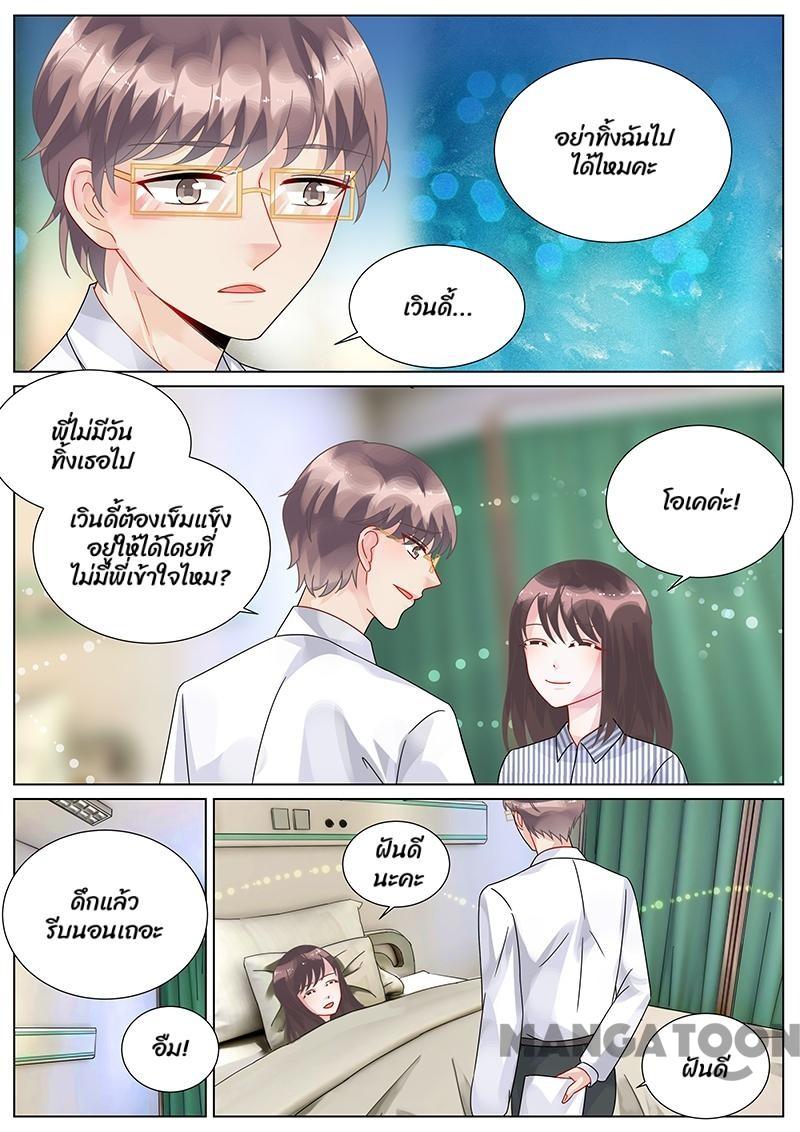 อย่าทิ้งฉันไป
ได้ไหมคะ
เวินดี้...
พี่ไม่มีวัน
ทิ้งเธอไป
เวินดี้ต้องเข็มแข็ง
อยู่ให้ได้โดยที่
ไม่มีพี่เข้าใจไหม?
โอเคค่ะ!
ดึกแล้ว
รีบนอนเถอะ
อืม!
ฝันดี
นะคะ
ฝันดี
MANGATOON